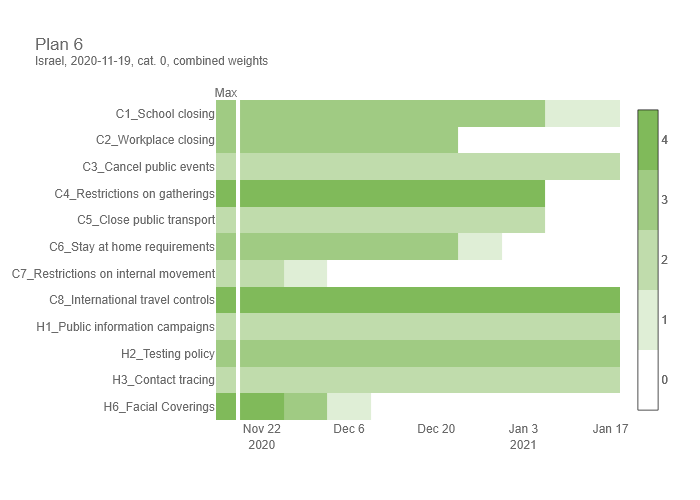 Plan 6
Israel, 2020-11-19, cat. 0, combined weights
Max
C1_School closing
C2_Workplace closing
C3_Cancel public events
C4_Restrictions on gatherings
C5_Close public transport
C6_Stay at home requirements
C7_Restrictions on internal movement
C8_International travel controls
H1_Public information campaigns
H2_Testing policy
H3_Contact tracing
H6_Facial Coverings
4
3
2
1
0
Nov 22 Dec 6 Dec 20 Jan 3 Jan 17
2020 2021